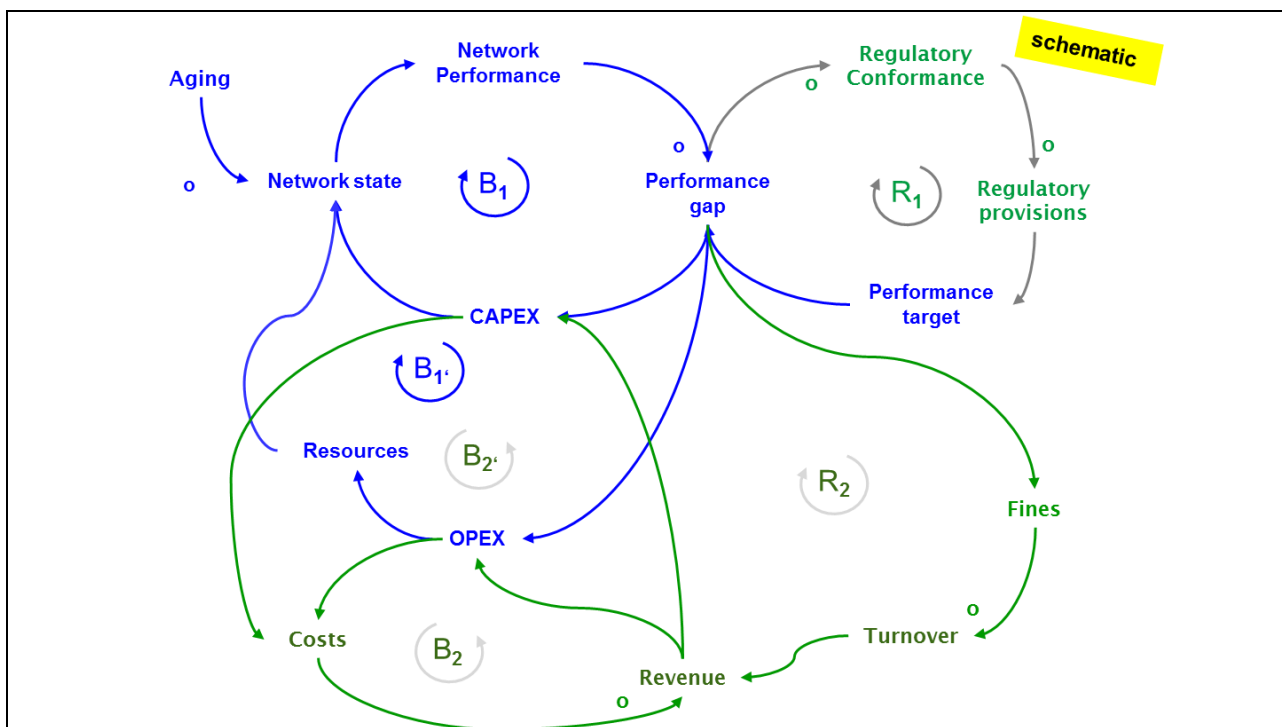 Network
Performance
Regulatory
Conformance
schematic
Aging
o
o
o
o
Network state
B1
Performance
gap
R1
Regulatory
provisions
Performance
target
CAPEX
B1‘
Resources
B2‘
R2
Fines
OPEX
o
Costs
B2
Turnover
Revenue
o